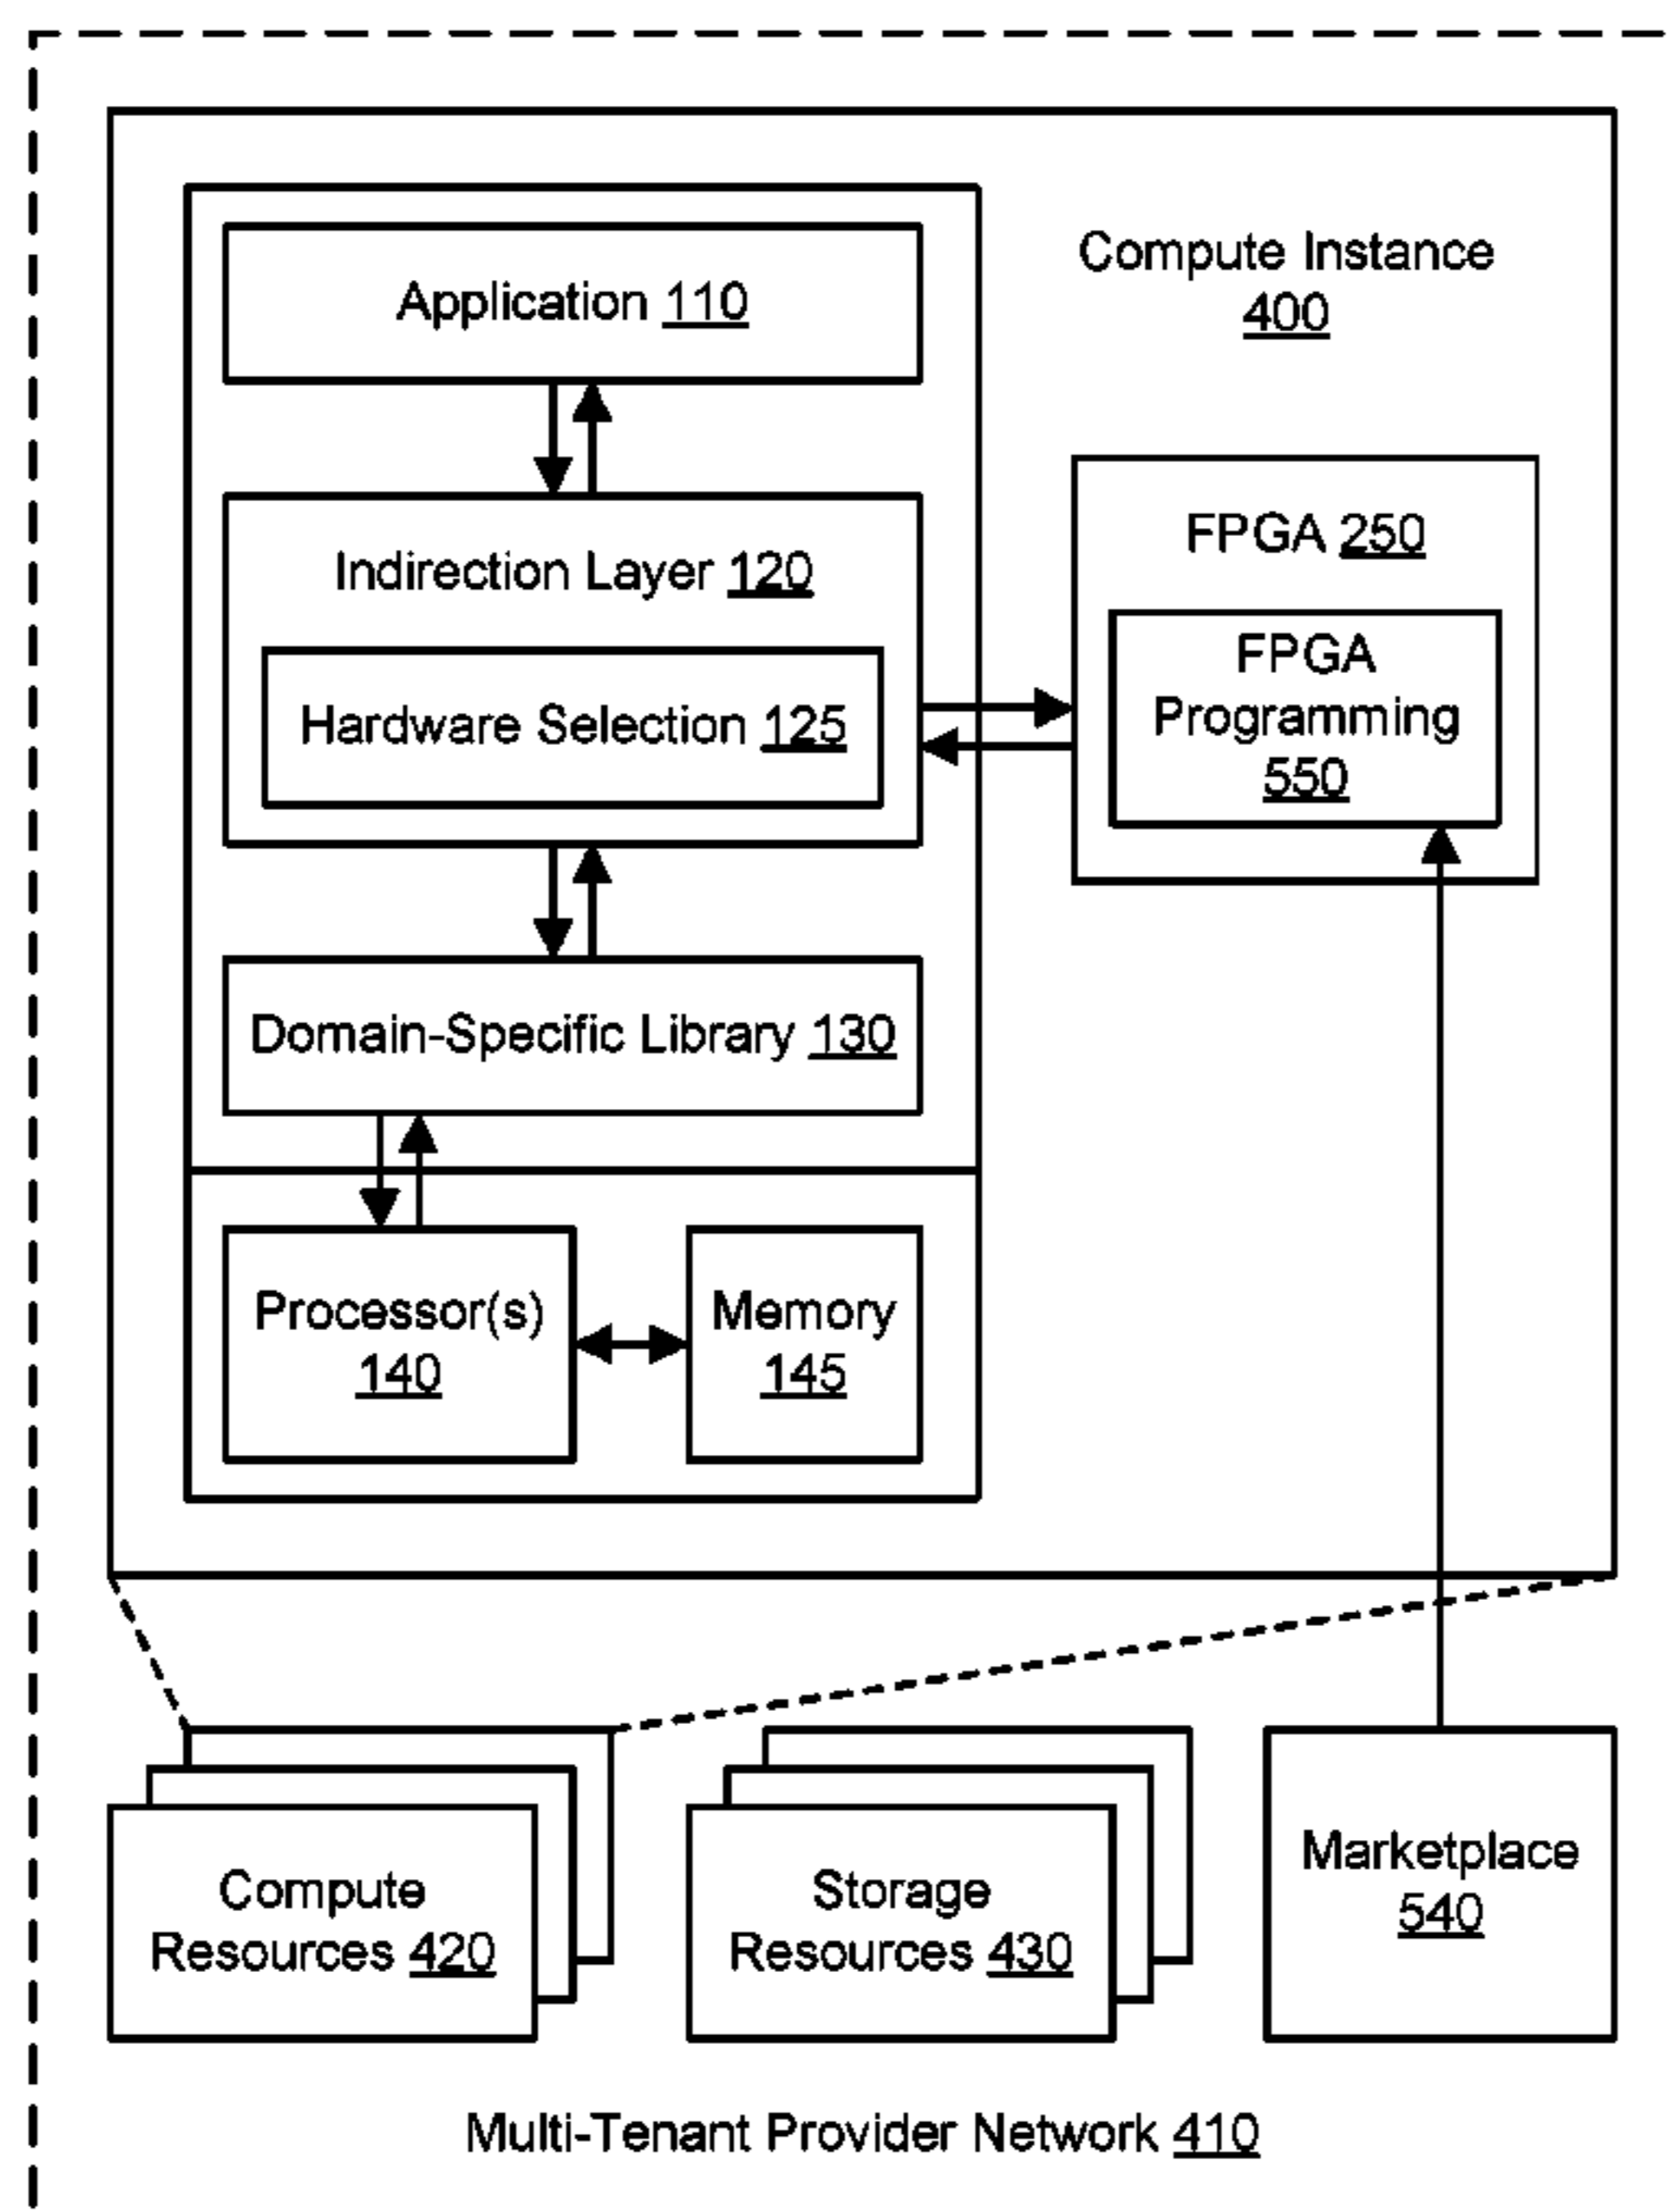 Compute Instance
400
Application 110
Indirection Layer 120
Hardware Selection 125
FPGA 250
FPGA
Programming
550
Domain-Specific Library 130
Processor(s)
140
Memory
145
Compute
Resources 420
Storage
Resources 430
Marketplace
540
Multi-Tenant Provider Network 410